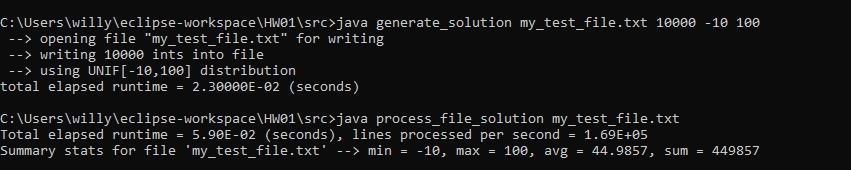 C:\Users\willy\eclipse-workspace\HW01\src>java generate_solution my_test_file.txt 10000 -10 100
--> opening file "my_test_file.txt" for writing
--> writing 10000 ints into file
--> using UNIF[-10,100] distribution
total elapsed runtime = 2.30000E-02 (seconds)
C:\Users\willy\eclipse-workspace\HW01\src>java process_file_solution my_test_file.txt
Total elapsed runtime = 5.90E-02 (seconds), lines processed per second = 1.69E+05
Summary stats for file 'my_test_file.txt' --> min = -10, max = 100, avg = 44.9857, sum = 449857